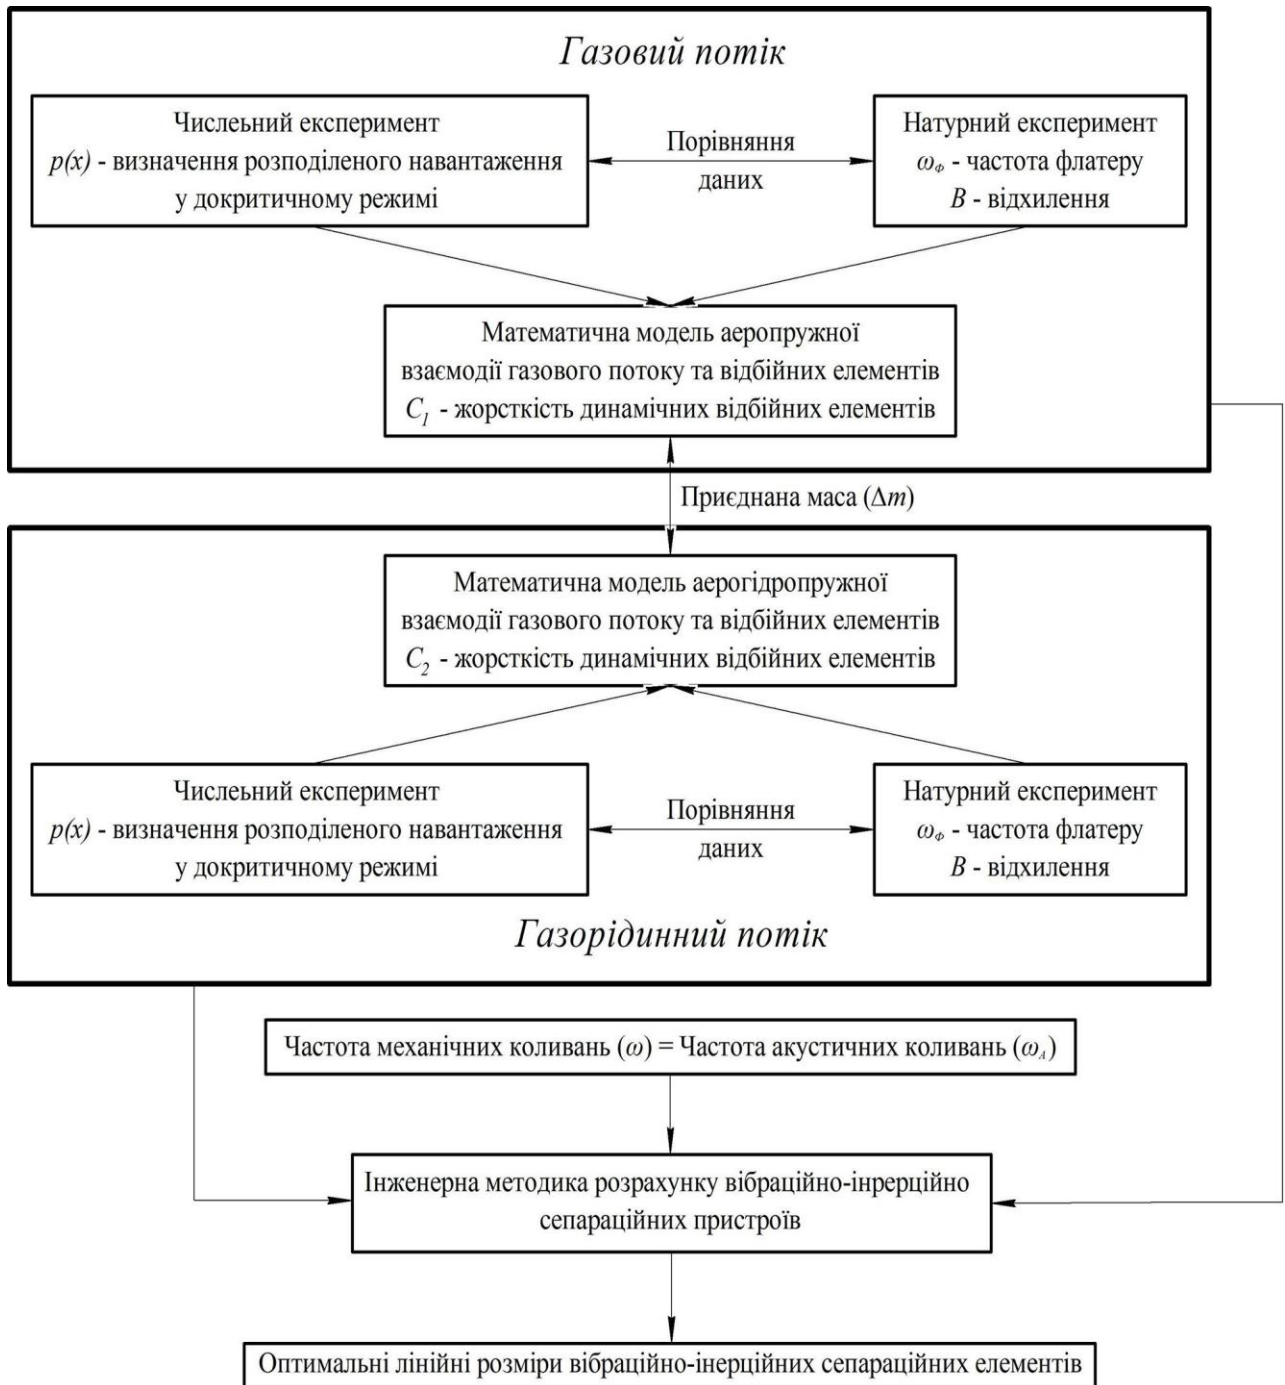 Газовий потік
Числеьний експеримент
p(x) - визначення розподіленого навантаження
у докритичному режимі
Порівняння
даних
Натурний експеримент
ωФ - частота флатеру
B - відхилення
Математична модель аеропружної
взаємодії газового потоку та відбійних елементів
C1 - жорсткість динамічних відбійних елементів
Приєднана маса (Δm)
Математична модель аерогідропружної
взаємодії газового потоку та відбійних елементів
C2 - жорсткість динамічних відбійних елементів
Числеьний експеримент
p(x) - визначення розподіленого навантаження
у докритичному режимі
Порівняння
даних
Натурний експеримент
ωФ - частота флатеру
B - відхилення
Газорідинний потік
Частота механічних коливань (ω) = Частота акустичних коливань (ωА)
Інженерна методика розрахунку вібраційно-інрерційно
сепараційних пристроїв
Оптимальні лінійні розміри вібраційно-інерційних сепараційних елементів